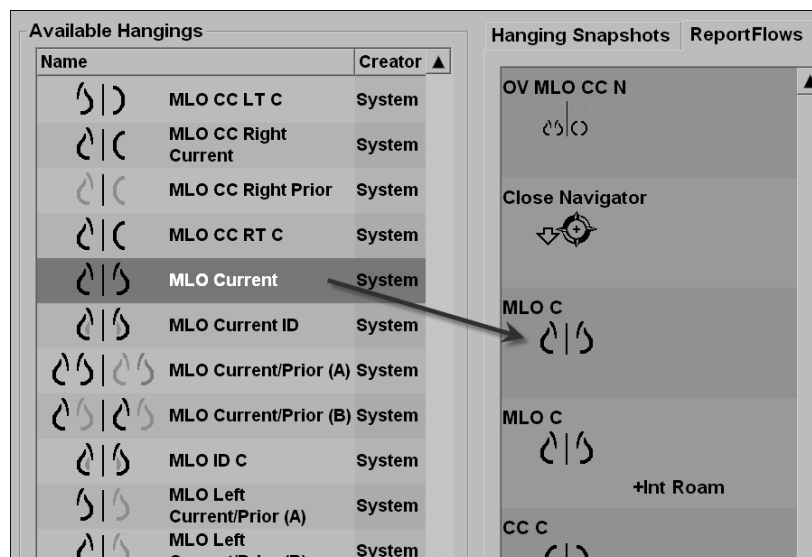 Available Hangings
Name Creator
MLO CC LT C System
MLO CC Right
Current System
MLO CC Right Prior System
MLO CC RT C System
MLO Current System
MLO Current ID System
MLO Current/Prior (A) System
MLO Current/Prior (B) System
MLO ID C System
MLO Left
Current/Prior (A) System
MLO Left
System
Hanging Snapshots ReportFlows
OV MLO CC N
Close Navigator
MLO C
MLO C
+Int Roam
CC C